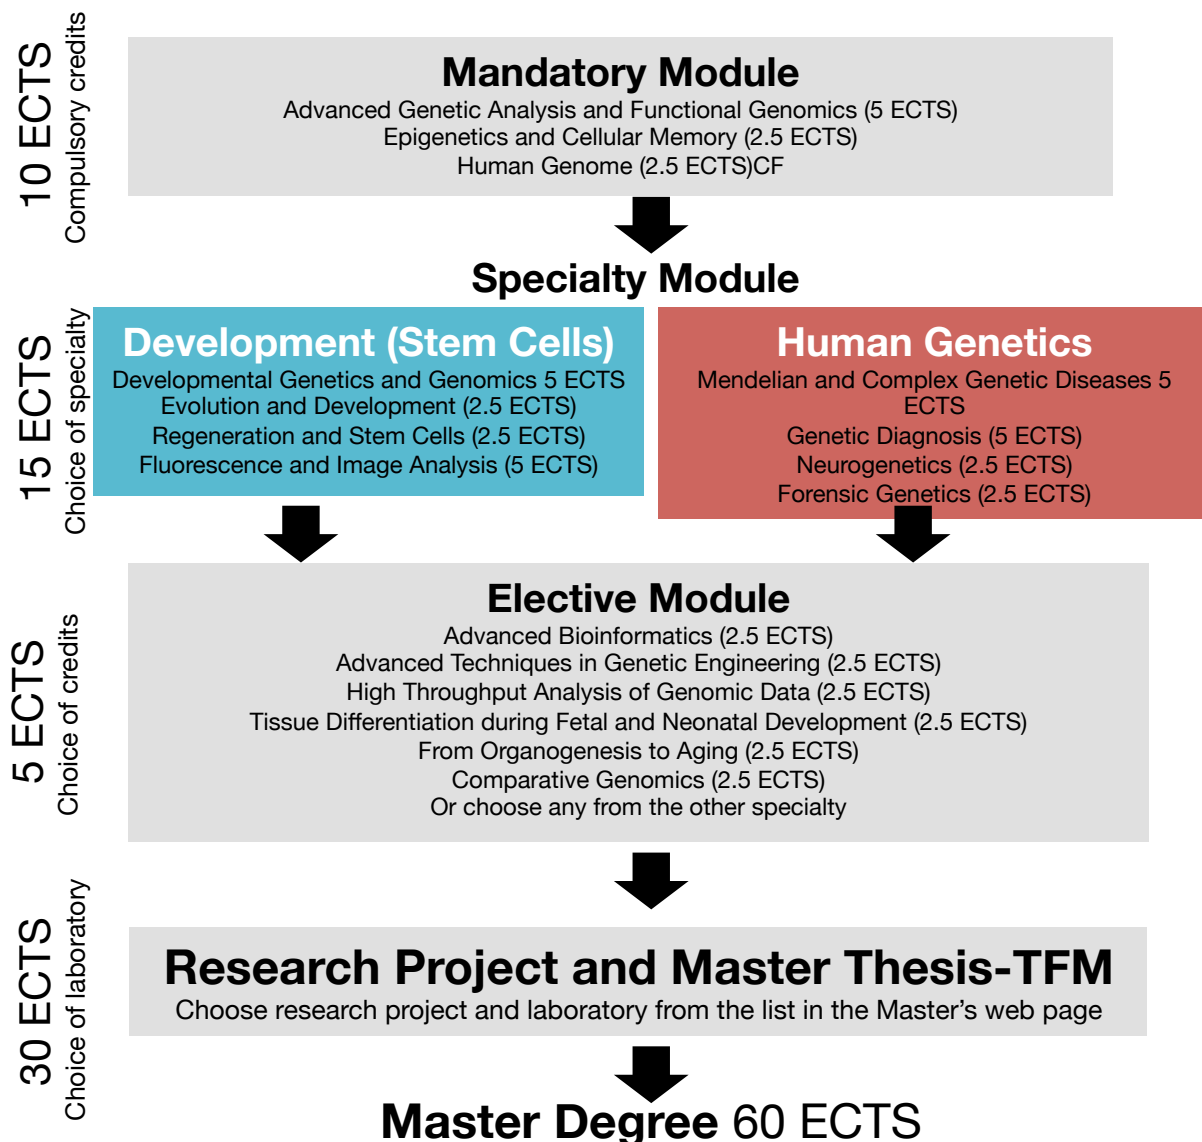 10 ECTS
Compulsory credits
Mandatory Module
Advanced Genetic Analysis and Functional Genomics (5 ECTS)
Epigenetics and Cellular Memory (2.5 ECTS)
Human Genome (2.5 ECTS)CF
Specialty Module
15 ECTS
Choice of specialty
Development (Stem Cells)
Developmental Genetics and Genomics 5 ECTS
Evolution and Development (2.5 ECTS)
Regeneration and Stem Cells (2.5 ECTS)
Fluorescence and Image Analysis (5 ECTS)
Human Genetics
Mendelian and Complex Genetic Diseases 5
ECTS
Genetic Diagnosis (5 ECTS)
Neurogenetics (2.5 ECTS)
Forensic Genetics (2.5 ECTS)
5 ECTS
Choice of credits
Elective Module
Advanced Bioinformatics (2.5 ECTS)
Advanced Techniques in Genetic Engineering (2.5 ECTS)
High Throughput Analysis of Genomic Data (2.5 ECTS)
Tissue Differentiation during Fetal and Neonatal Development (2.5 ECTS)
From Organogenesis to Aging (2.5 ECTS)
Comparative Genomics (2.5 ECTS)
Or choose any from the other specialty
30 ECTS
Choice of laboratory
Research Project and Master Thesis-TFM
Choose research project and laboratory from the list in the Master's web page
Master Degree 60 ECTS